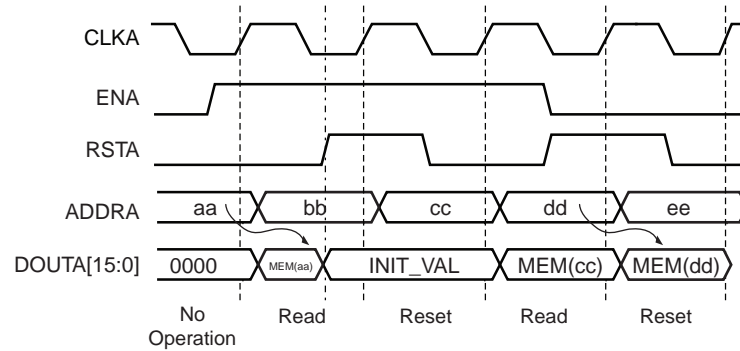 CLKA
ENA
RSTA
ADDRA aa bb cc dd ee
DOUTA[15:0] 0000 MEM(aa) INIT_VAL MEM(cc) MEM(dd)
No Operation Read Reset Read Reset